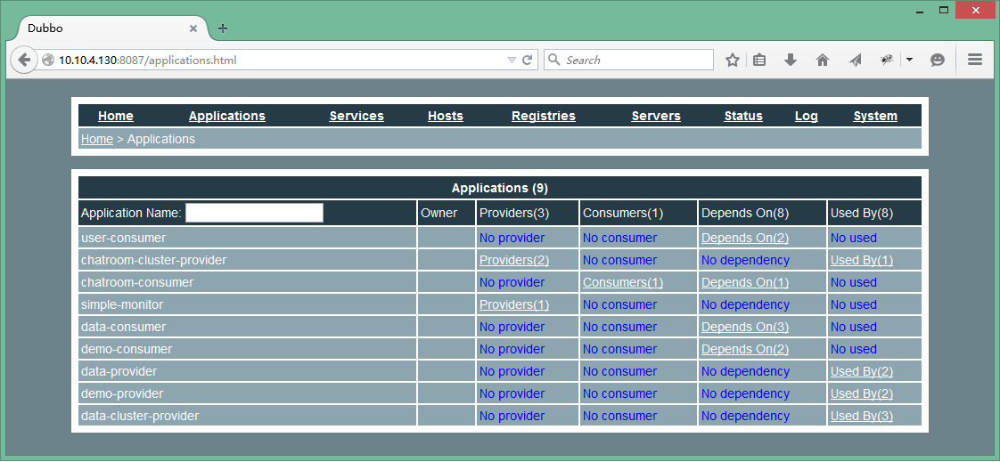 Dubbo
10.10.4.130:8087/applications.html Search
Home Applications Services Hosts Registries Servers Status Log System
Home > Applications
Applications (9)
Application Name: Owner Providers(3) Consumers(1) Depends On(8) Used By(8)
user-consumer No provider No consumer Depends On(2) No used
chatroom-cluster-provider Providers(2) No consumer No dependency Used By(1)
chatroom-consumer No provider Consumers(1) Depends On(1) No used
simple-monitor Providers(1) No consumer No dependency No used
data-consumer No provider No consumer Depends On(3) No used
demo-consumer No provider No consumer Depends On(2) No used
data-provider No provider No consumer No dependency Used By(2)
demo-provider No provider No consumer No dependency Used By(2)
data-cluster-provider No provider No consumer No dependency Used By(3)